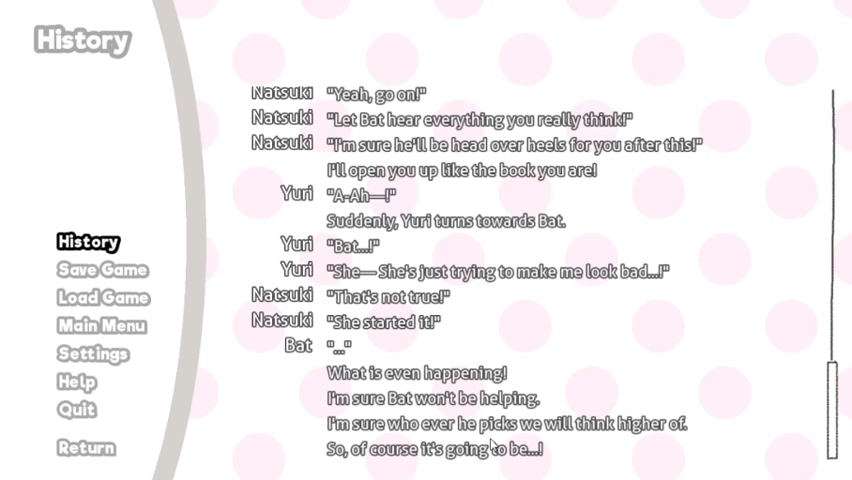 History
Natsuki "Yeah, go on!"
Natsuki "Let Bat hear everything you really think!"
Natsuki "I'm sure he'll be head over heels for you after this!"
I'll open you up like the book you are!
Yuri "A-Ah—!"
Suddenly, Yuri turns towards Bat.
Yuri "Bat...!"
Yuri "She— She's just trying to make me look bad...!"
Natsuki "That's not true!"
Natsuki "She started it!"
Bat "..."
What is even happening!
I'm sure Bat won't be helping.
I'm sure who ever he picks we will think higher of.
So, of course it's going to be...!
History
Save Game
Load Game
Main Menu
Settings
Help
Quit
Return